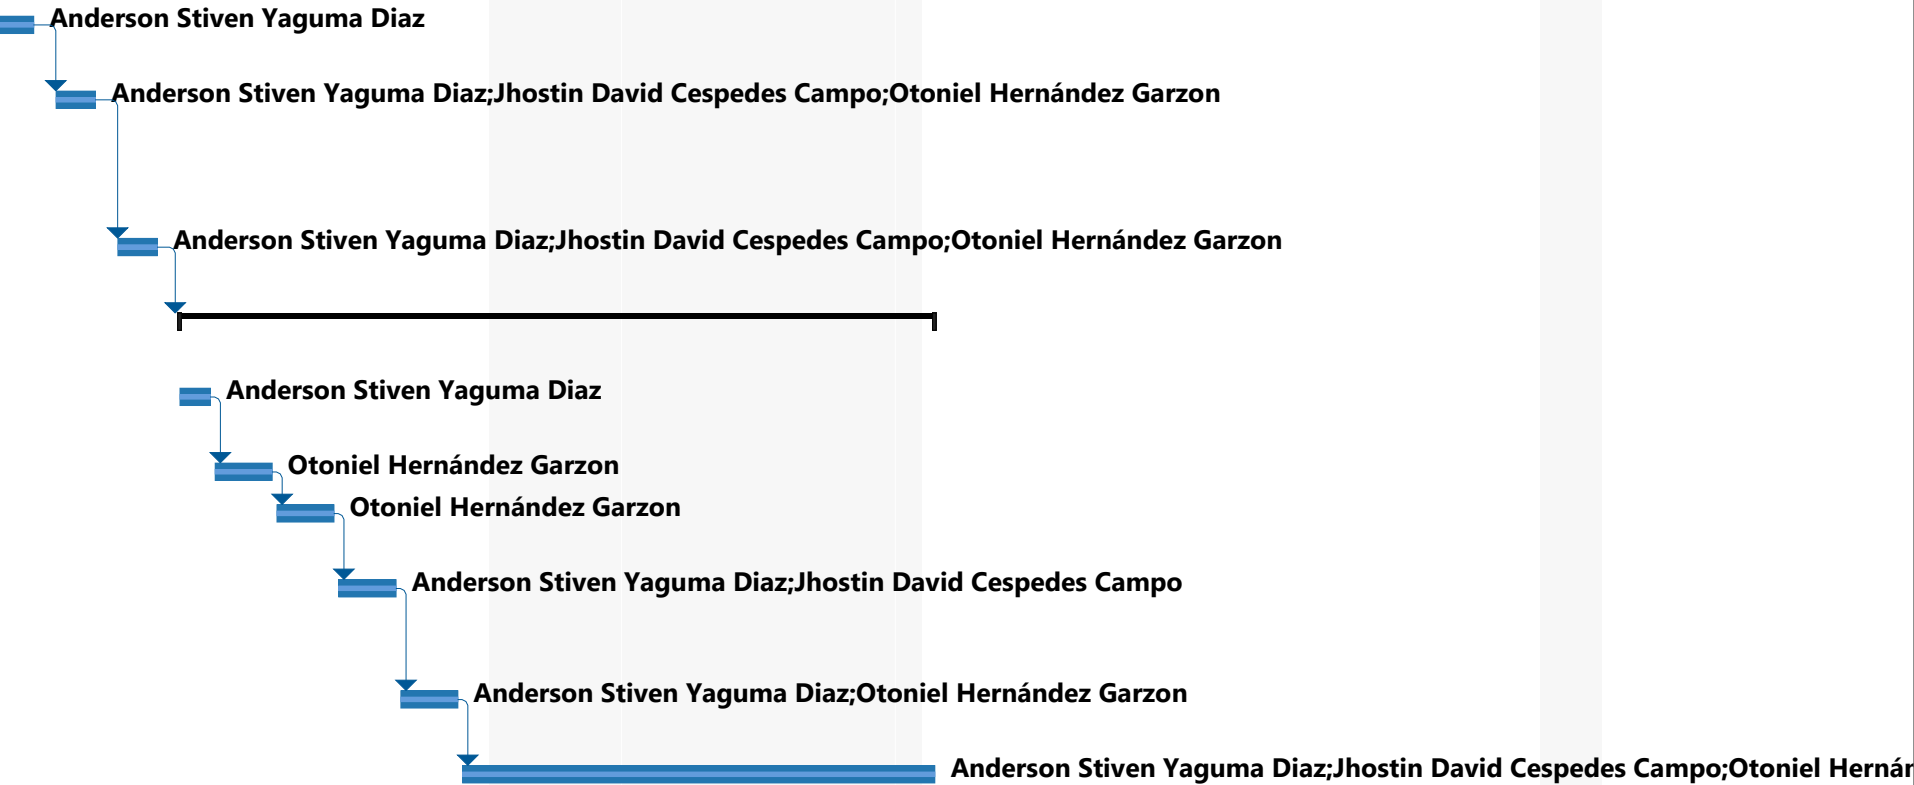 Anderson Stiven Yaguma Diaz
Anderson Stiven Yaguma Diaz;Jhostin David Cespedes Campo;Otoniel Hernández Garzon
Anderson Stiven Yaguma Diaz;Jhostin David Cespedes Campo;Otoniel Hernández Garzon
Anderson Stiven Yaguma Diaz
Otoniel Hernández Garzon
Otoniel Hernández Garzon
Anderson Stiven Yaguma Diaz;Jhostin David Cespedes Campo
Anderson Stiven Yaguma Diaz;Otoniel Hernández Garzon
Anderson Stiven Yaguma Diaz;Jhostin David Cespedes Campo;Otoniel